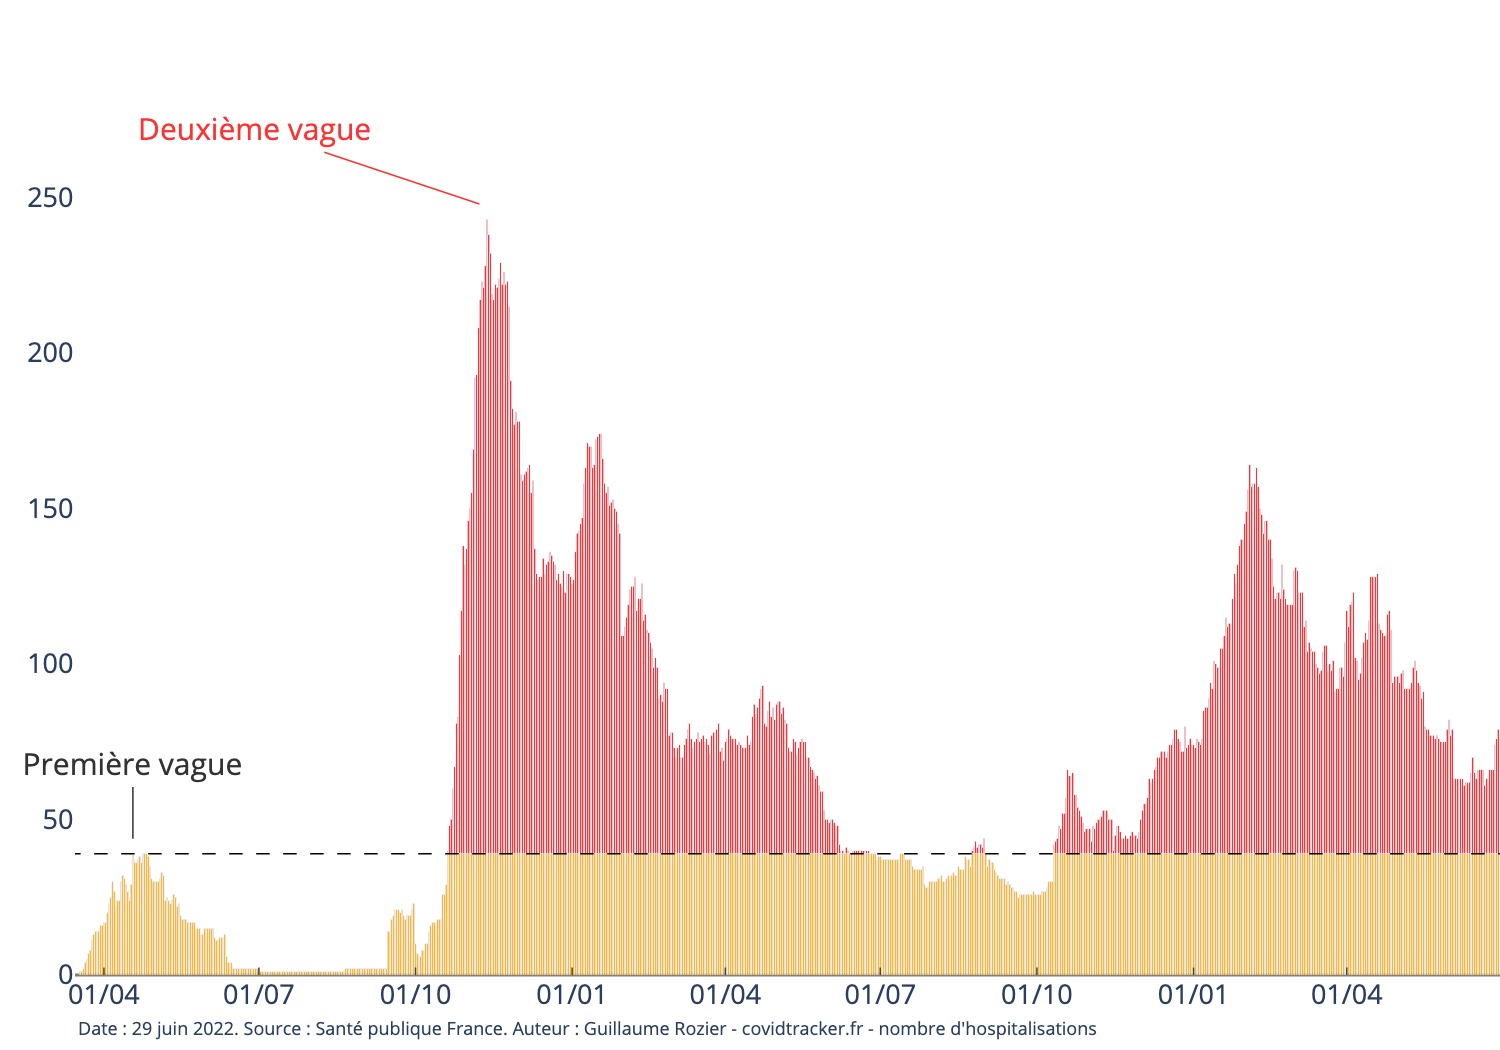 Deuxième vague
250
200
150
100
Première vague
50
0
01/04 01/07 01/10 01/01 01/04 01/07 01/10 01/01 01/04
Date : 29 juin 2022. Source : Santé publique France. Auteur : Guillaume Rozier - covidtracker.fr - nombre d'hospitalisations